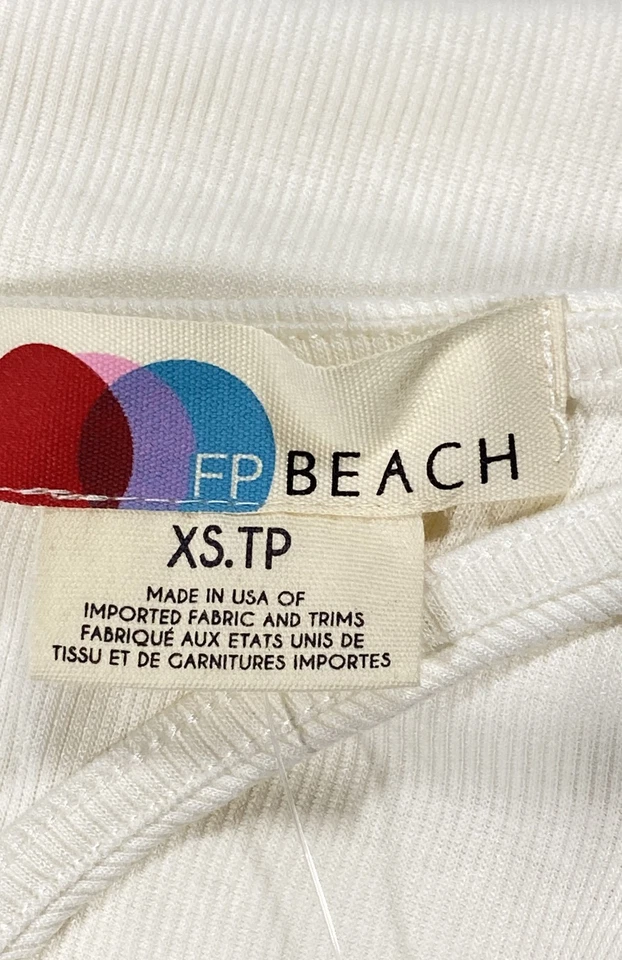 FP BEACH
XS.TP
MADE IN USA OF
IMPORTED FABRIC AND TRIMS
FABRIQUÉ AUX ETATS UNIS DE
TISSU ET DE GARNITURES IMPORTES